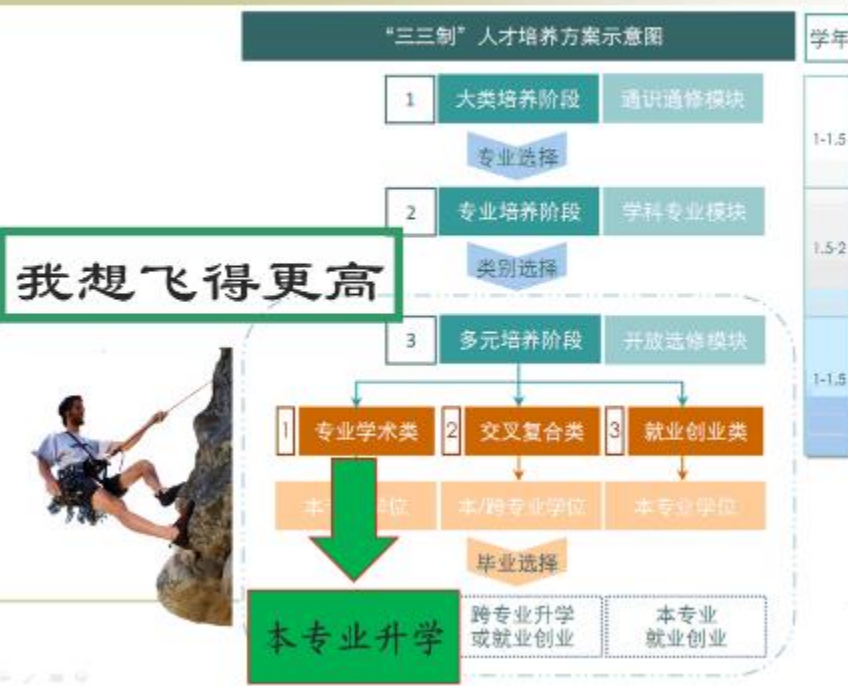 “三三制”人才培养方案示意图
学年
1 大类培养阶段 通识通修模块
1-1.5
专业选择
2 专业培养阶段 学科专业模块
1.5-2
类别选择
我想飞得更高
3 多元培养阶段 开放选修模块
1-1.5
1 专业学术类 2 交叉复合类 3 就业创业类
本 学位 本/跨专业学位 本专业学位
毕业选择
本专业升学
跨专业升学
或就业创业
本专业
就业创业